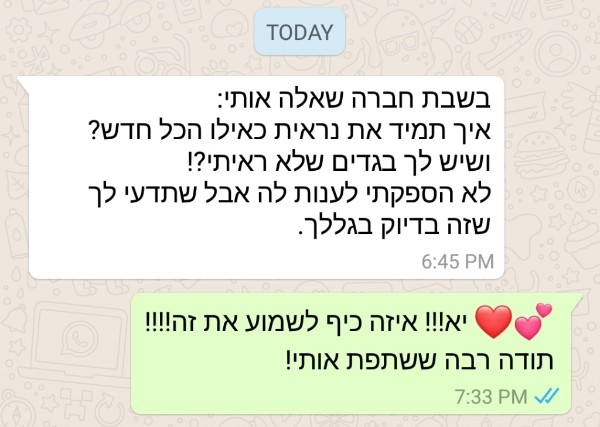 TODAY
בשבת חברה שאלה אותי:
איך תמיד את נראית כאילו הכל חדש?
ושיש לך בגדים שלא ראיתי?!
לא הספקתי לענות לה אבל שתדעי לך
שזה בדיוק בגללך.
6:45 PM
💕❤️ יא!!! איזה כיף לשמוע את זה!!!!
תודה רבה ששתפת אותי!
7:33 PM